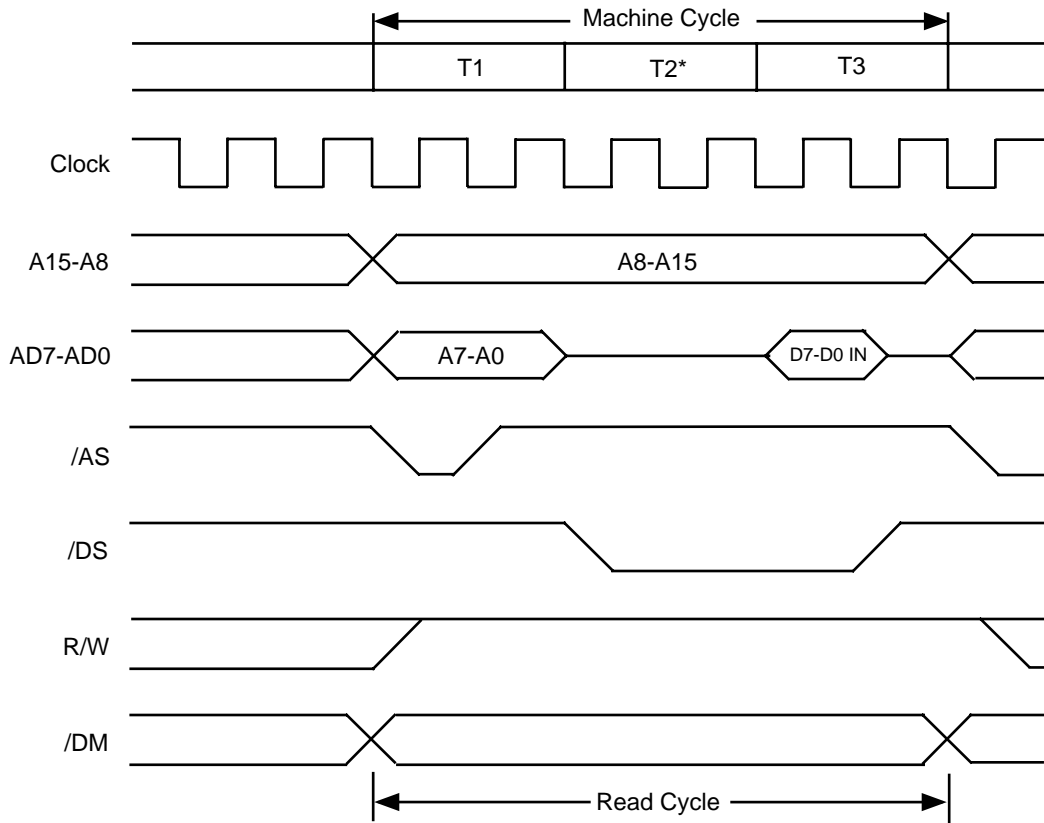 Machine Cycle
T1 T2* T3
Clock
A15-A8 A8-A15
AD7-AD0 A7-A0 D7-D0 IN
/AS
/DS
R/W
/DM
Read Cycle